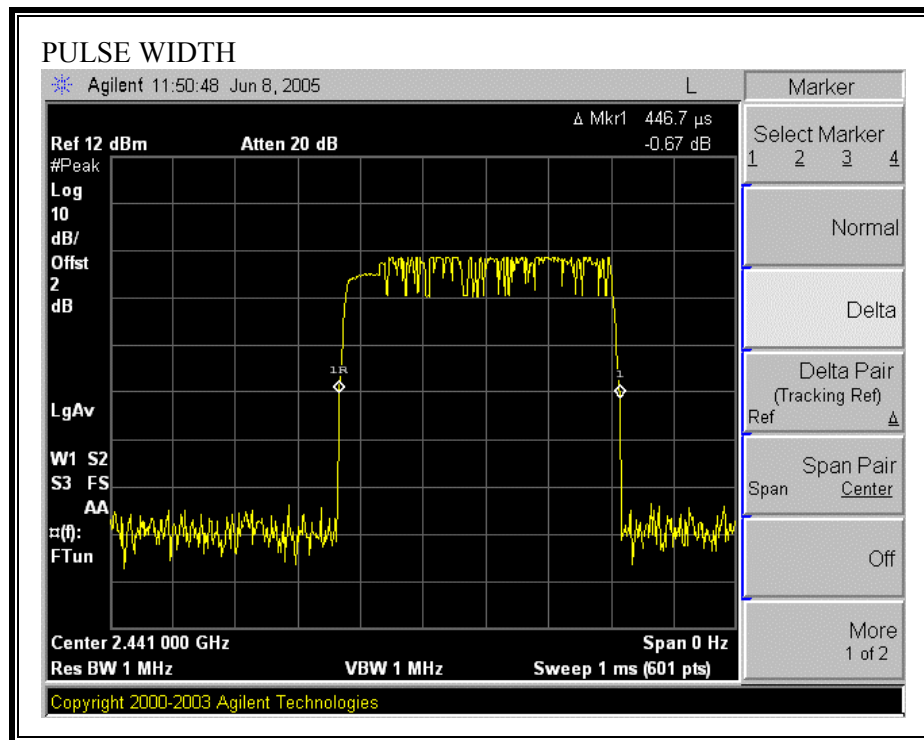 PULSE WIDTH
Agilent 11:50:48 Jun 8, 2005 L
Δ Mkr1 446.7 µs
Ref 12 dBm Atten 20 dB -0.67 dB
#Peak
Log
10
dB/
Offst
2
dB
1R
1
LgAv
W1 S2
S3 FS
AA
¤(f):
FTun
Center 2.441 000 GHz Span 0 Hz
Res BW 1 MHz VBW 1 MHz Sweep 1 ms (601 pts)
Copyright 2000-2003 Agilent Technologies
Marker
Select Marker
1 2 3 4
Normal
Delta
Delta Pair
(Tracking Ref)
Ref Δ
Span Pair
Span Center
Off
More
1 of 2